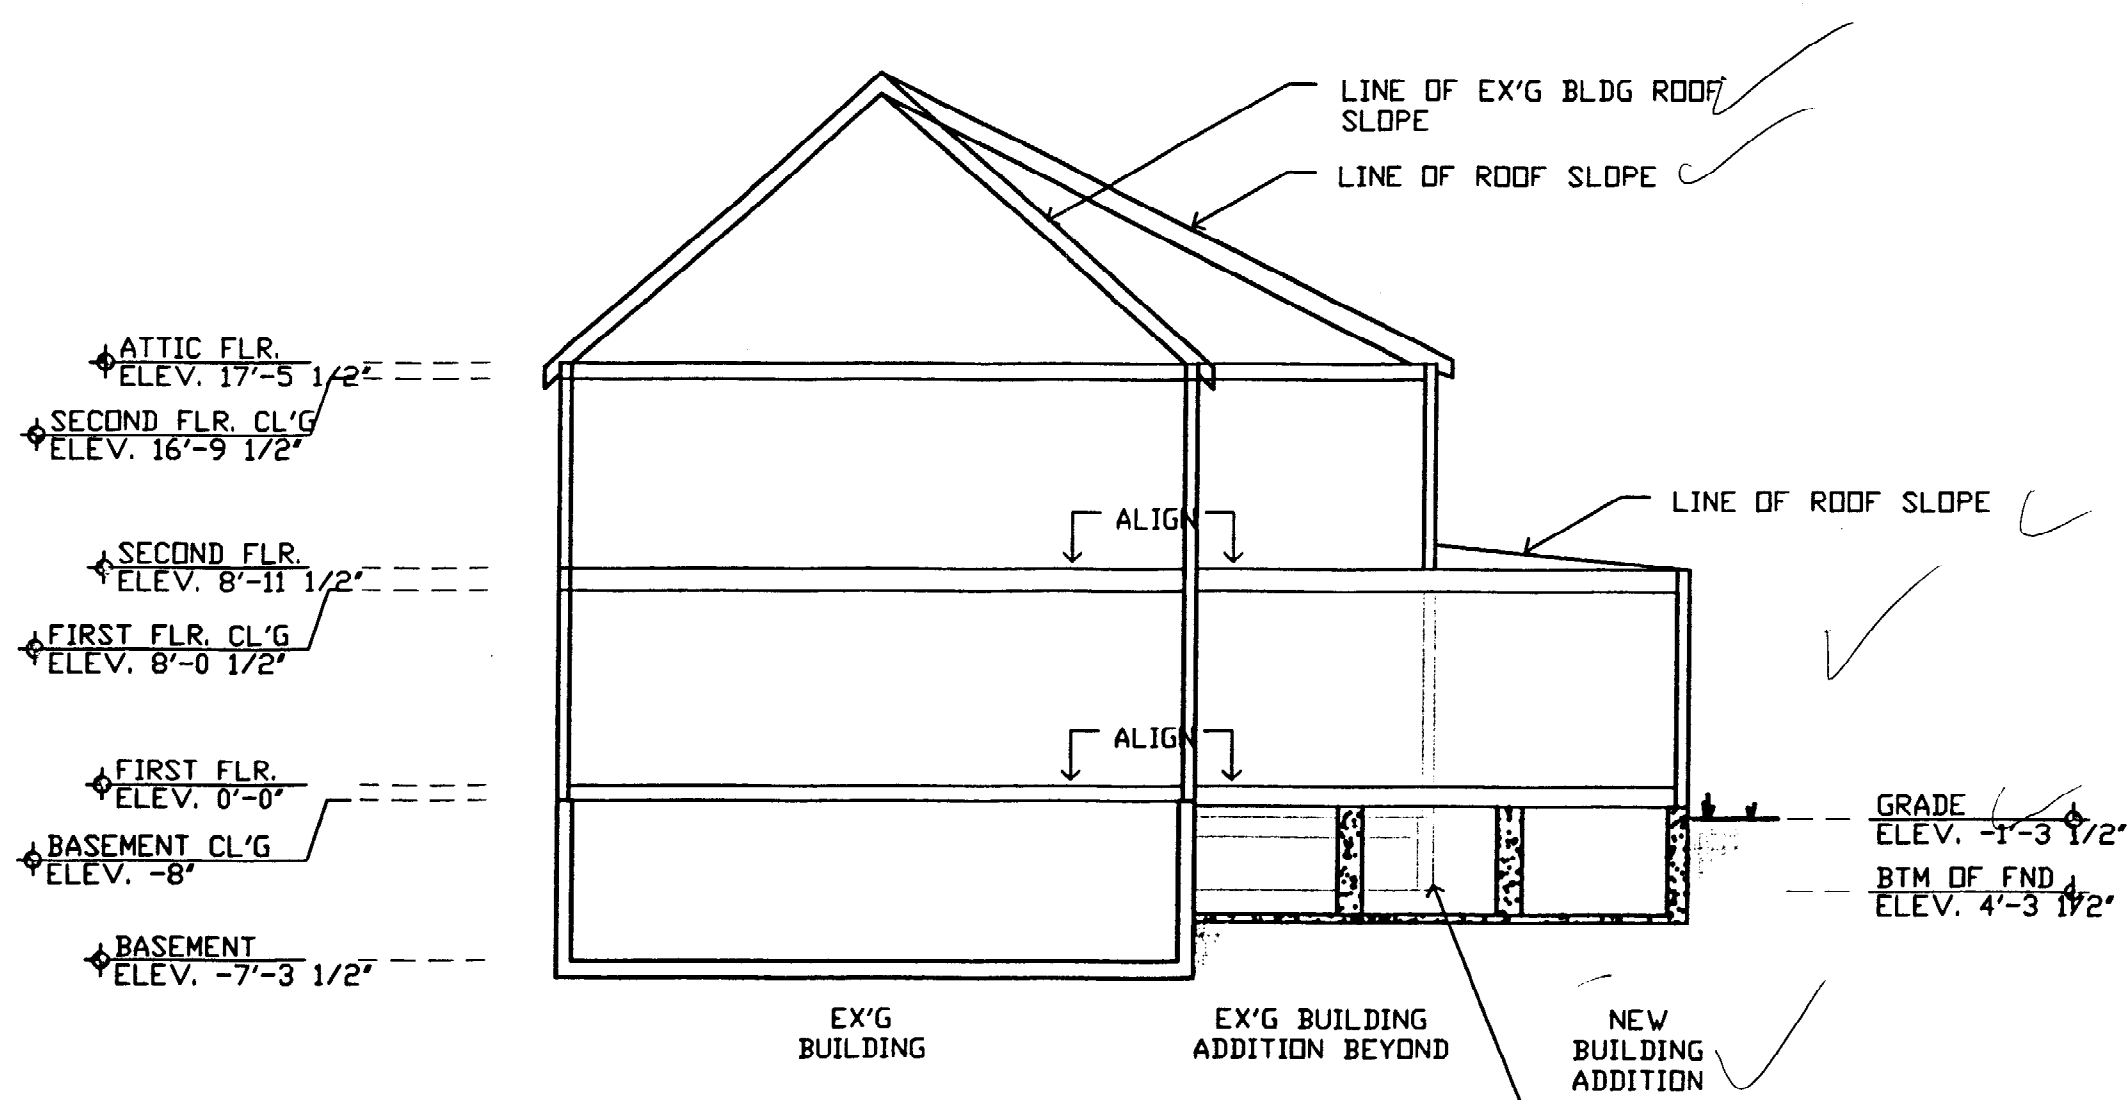 LINE OF EX'G BLDG ROOF
SLOPE
LINE OF ROOF SLOPE
ATTIC FLR.
ELEV. 17'-5 1/2"
SECOND FLR. CL'G
ELEV. 16'-9 1/2"
ALIGN
LINE OF ROOF SLOPE
SECOND FLR.
ELEV. 8'-11 1/2"
FIRST FLR. CL'G
ELEV. 8'-0 1/2"
ALIGN
FIRST FLR.
ELEV. 0'-0"
BASEMENT CL'G
ELEV. -8"
GRADE
ELEV. -1'-3 1/2"
BTM OF FND
ELEV. 4'-3 1/2"
BASEMENT
ELEV. -7'-3 1/2"
EX'G
BUILDING
EX'G BUILDING
ADDITION BEYOND
NEW
BUILDING
ADDITION